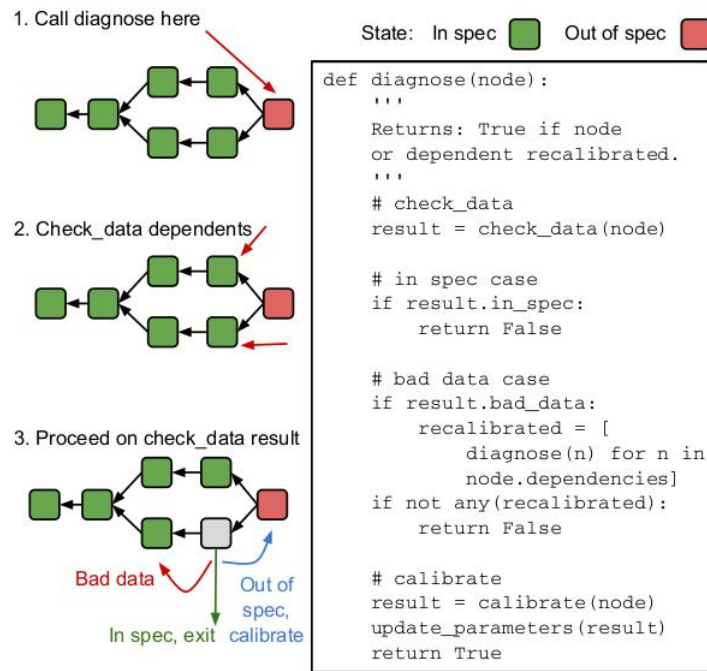 1. Call diagnose here
State: In spec Out of spec
def diagnose(node):
'''
Returns: True if node
or dependent recalibrated.
'''
# check_data
result = check_data(node)
# in spec case
if result.in_spec:
return False
# bad data case
if result.bad_data:
recalibrated = [
diagnose(n) for n in
node.dependencies]
if not any(recalibrated):
return False
# calibrate
result = calibrate(node)
update_parameters(result)
return True
2. Check_data dependents
3. Proceed on check_data result
Bad data
Out of
spec,
calibrate
In spec, exit